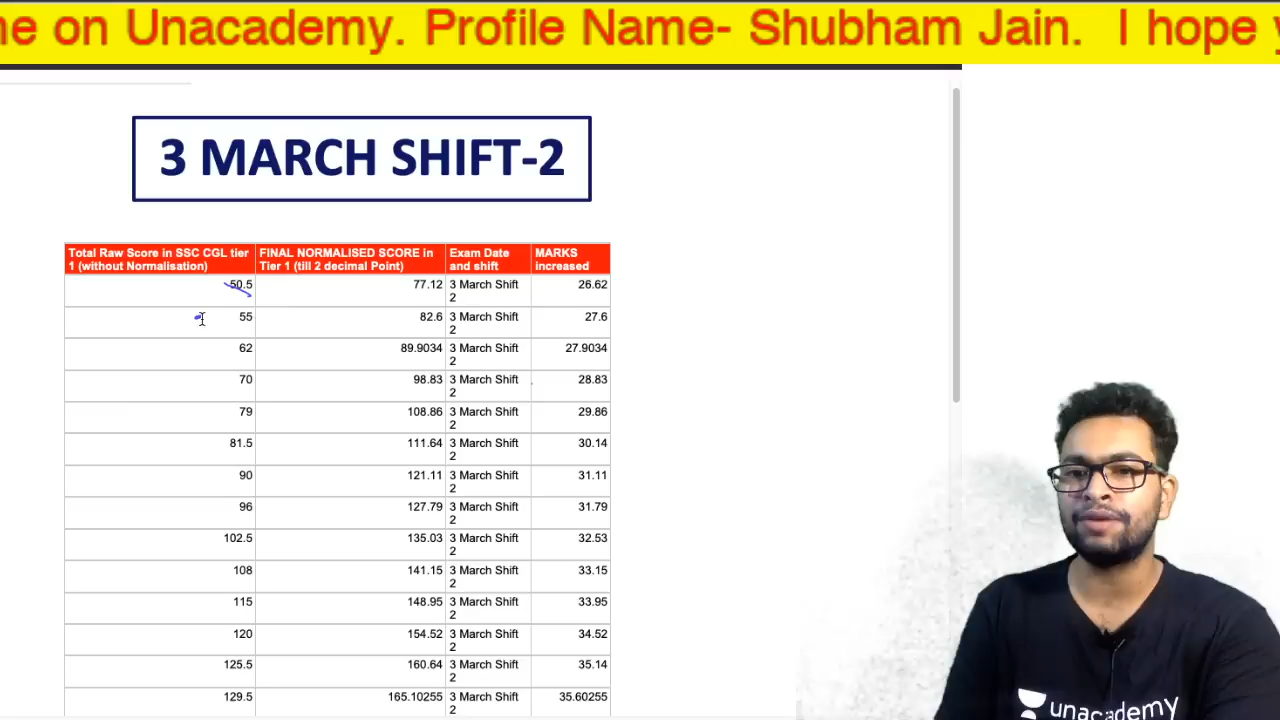 ne on Unacademy. Profile Name- Shubham Jain. I hope y
3 MARCH SHIFT-2
Total Raw Score in SSC CGL tier 1 (without Normalisation) FINAL NORMALISED SCORE in Tier 1 (till 2 decimal Point) Exam Date and shift MARKS increased
50.5 77.12 3 March Shift 2 26.62
55 82.6 3 March Shift 2 27.6
62 89.9034 3 March Shift 2 27.9034
70 98.83 3 March Shift 2 28.83
79 108.86 3 March Shift 2 29.86
81.5 111.64 3 March Shift 2 30.14
90 121.11 3 March Shift 2 31.11
96 127.79 3 March Shift 2 31.79
102.5 135.03 3 March Shift 2 32.53
108 141.15 3 March Shift 2 33.15
115 148.95 3 March Shift 2 33.95
120 154.52 3 March Shift 2 34.52
125.5 160.64 3 March Shift 2 35.14
129.5 165.10255 3 March Shift 2 35.60255
unacademy